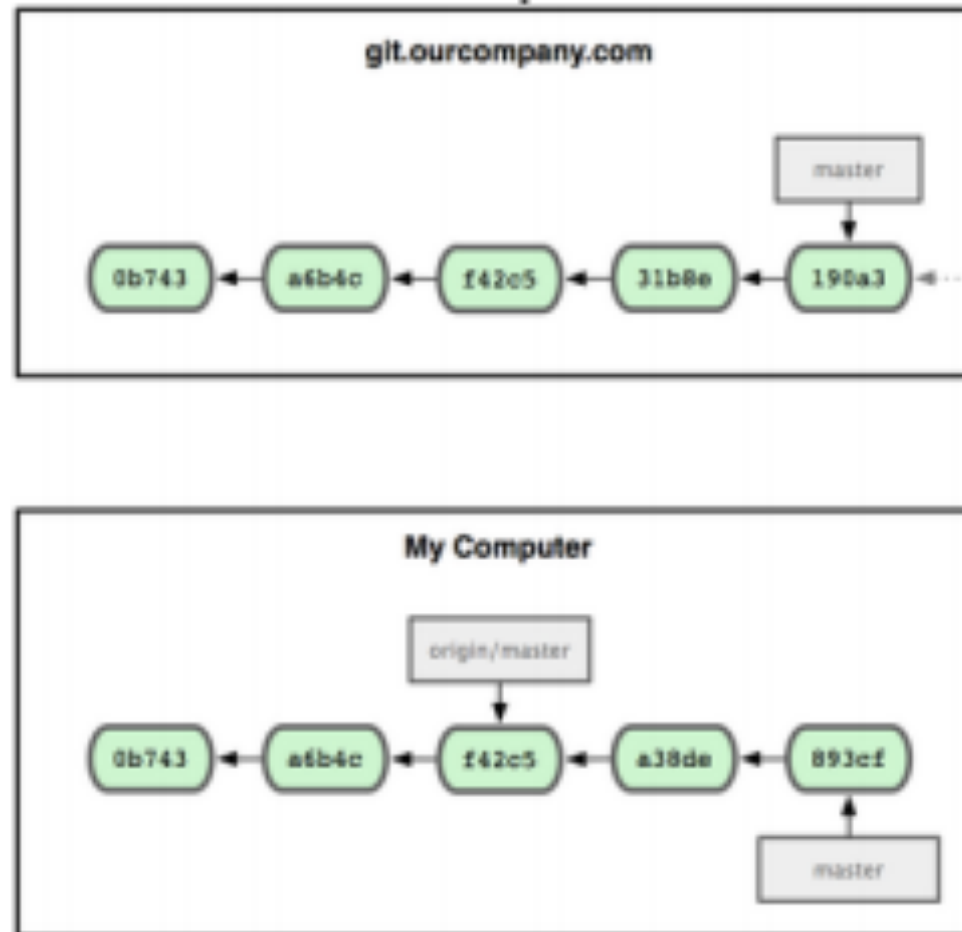 git.ourcompany.com
master
0b743 a6b4c f42c5 31b8e 190a3
My Computer
origin/master
0b743 a6b4c f42c5 a38de 893cf
master